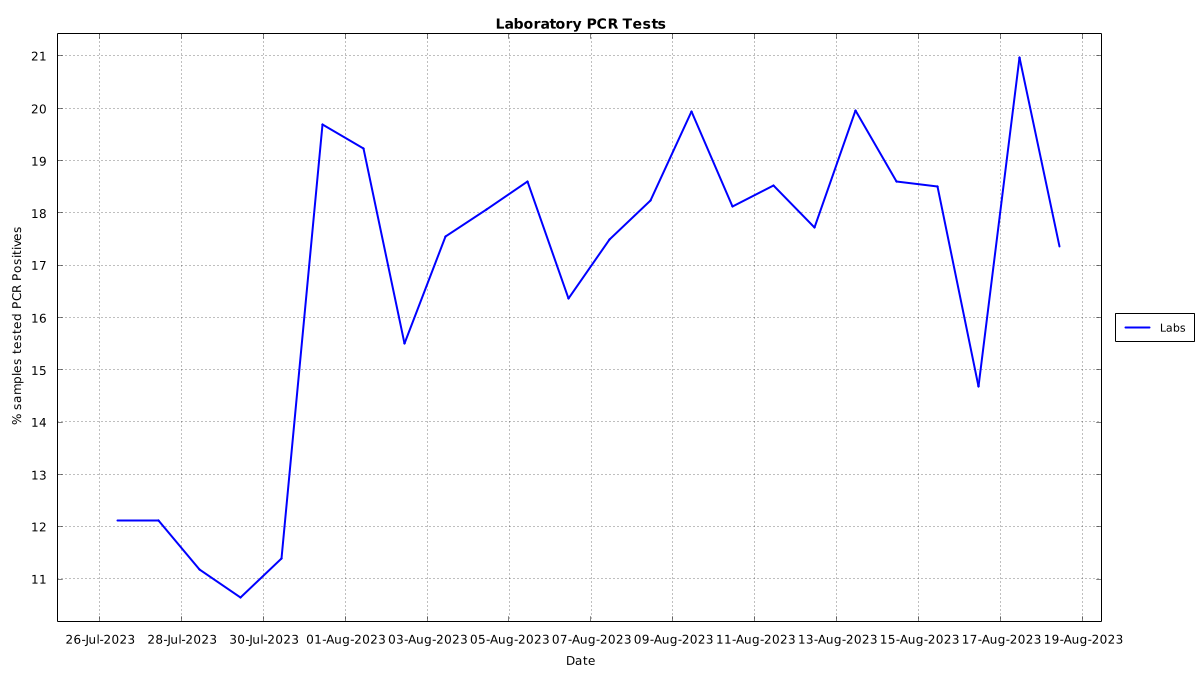 Laboratory PCR Tests
21
20
19
18
17
16
15
14
13
12
11
% samples tested PCR Positives
Labs
26-Jul-2023 28-Jul-2023 30-Jul-2023 01-Aug-2023 03-Aug-2023 05-Aug-2023 07-Aug-2023 09-Aug-2023 11-Aug-2023 13-Aug-2023 15-Aug-2023 17-Aug-2023 19-Aug-2023
Date